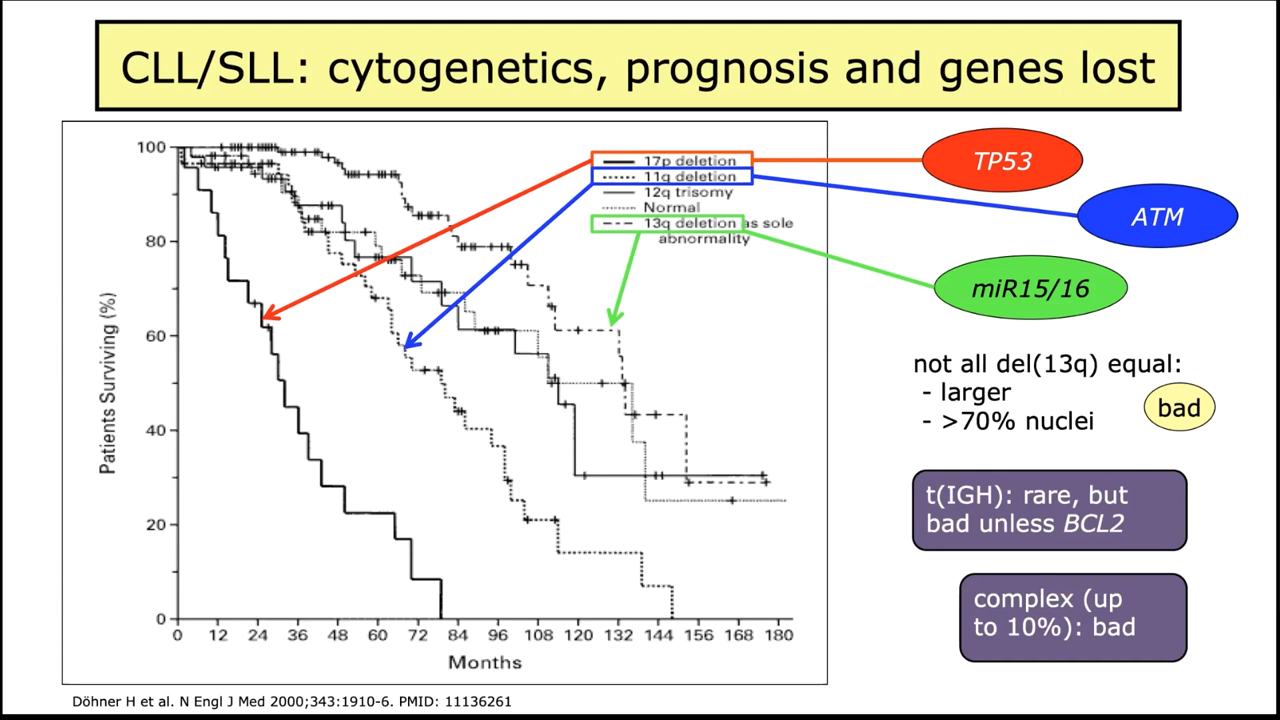 CLL/SLL: cytogenetics, prognosis and genes lost
100
80
60
40
20
0
Patients Surviving (%)
0 12 24 36 48 60 72 84 96 108 120 132 144 156 168 180
Months
17p deletion
11q deletion
12q trisomy
Normal
13q deletion as sole
abnormality
TP53
ATM
miR15/16
not all del(13q) equal:
- larger
- >70% nuclei
bad
t(IGH): rare, but
bad unless BCL2
complex (up
to 10%): bad
Döhner H et al. N Engl J Med 2000;343:1910-6. PMID: 11136261